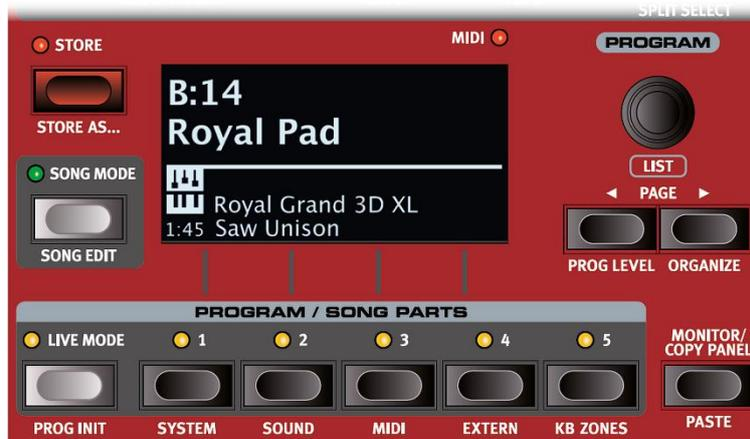 SPLIT SELECT
STORE
MIDI
PROGRAM
B:14
Royal Pad
STORE AS...
SONG MODE
LIST
◄ PAGE ►
Royal Grand 3D XL
1:45 Saw Unison
SONG EDIT
PROG LEVEL ORGANIZE
PROGRAM / SONG PARTS
LIVE MODE 1 2 3 4 5
MONITOR/
COPY PANEL
PROG INIT SYSTEM SOUND MIDI EXTERN KB ZONES PASTE